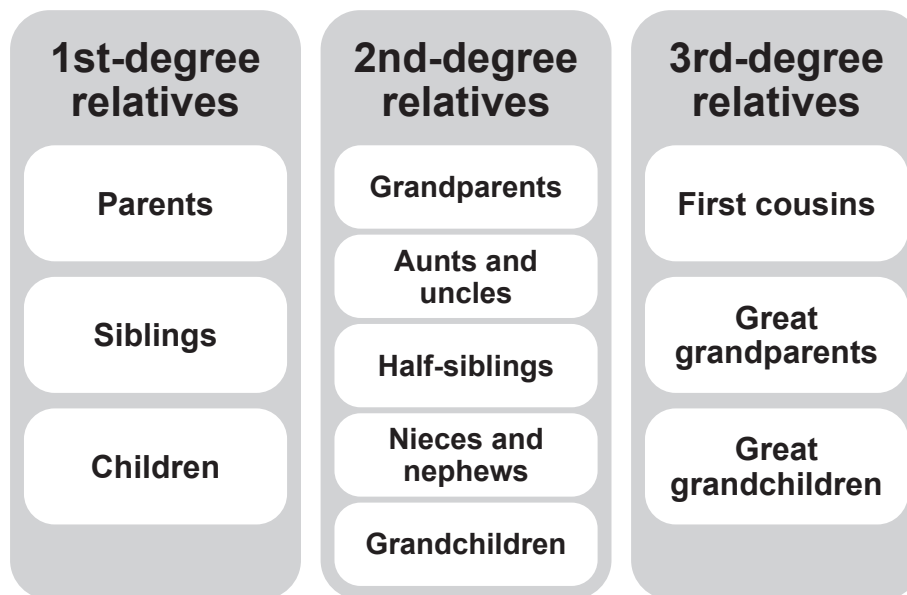 1st-degree
relatives
Parents
Siblings
Children
2nd-degree
relatives
Grandparents
Aunts and
uncles
Half-siblings
Nieces and
nephews
Grandchildren
3rd-degree
relatives
First cousins
Great
grandparents
Great
grandchildren